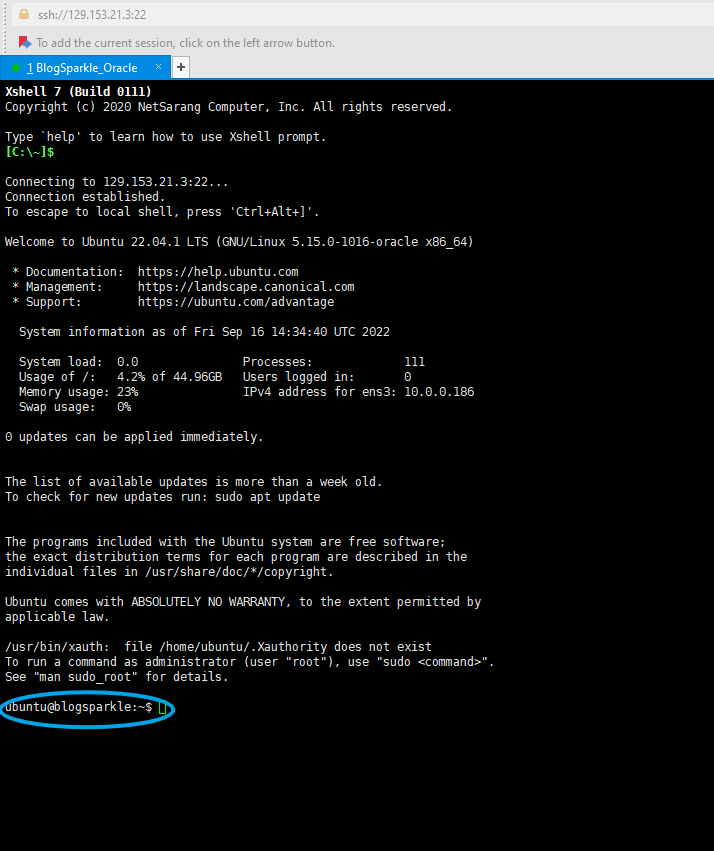 ssh://129.153.21.3:22
To add the current session, click on the left arrow button.
1 BlogSparkle_Oracle × +
Xshell 7 (Build 0111)
Copyright (c) 2020 NetSarang Computer, Inc. All rights reserved.
Type `help' to learn how to use Xshell prompt.
[C:\~]$
Connecting to 129.153.21.3:22...
Connection established.
To escape to local shell, press 'Ctrl+Alt+]'.
Welcome to Ubuntu 22.04.1 LTS (GNU/Linux 5.15.0-1016-oracle x86_64)
* Documentation:  https://help.ubuntu.com
* Management:     https://landscape.canonical.com
* Support:        https://ubuntu.com/advantage
System information as of Fri Sep 16 14:34:40 UTC 2022
System load:  0.0               Processes:             111
Usage of /:   4.2% of 44.96GB   Users logged in:       0
Memory usage: 23%               IPv4 address for ens3: 10.0.0.186
Swap usage:   0%
0 updates can be applied immediately.
The list of available updates is more than a week old.
To check for new updates run: sudo apt update
The programs included with the Ubuntu system are free software;
the exact distribution terms for each program are described in the
individual files in /usr/share/doc/*/copyright.
Ubuntu comes with ABSOLUTELY NO WARRANTY, to the extent permitted by
applicable law.
/usr/bin/xauth:  file /home/ubuntu/.Xauthority does not exist
To run a command as administrator (user "root"), use "sudo <command>".
See "man sudo_root" for details.
ubuntu@blogsparkle:~$